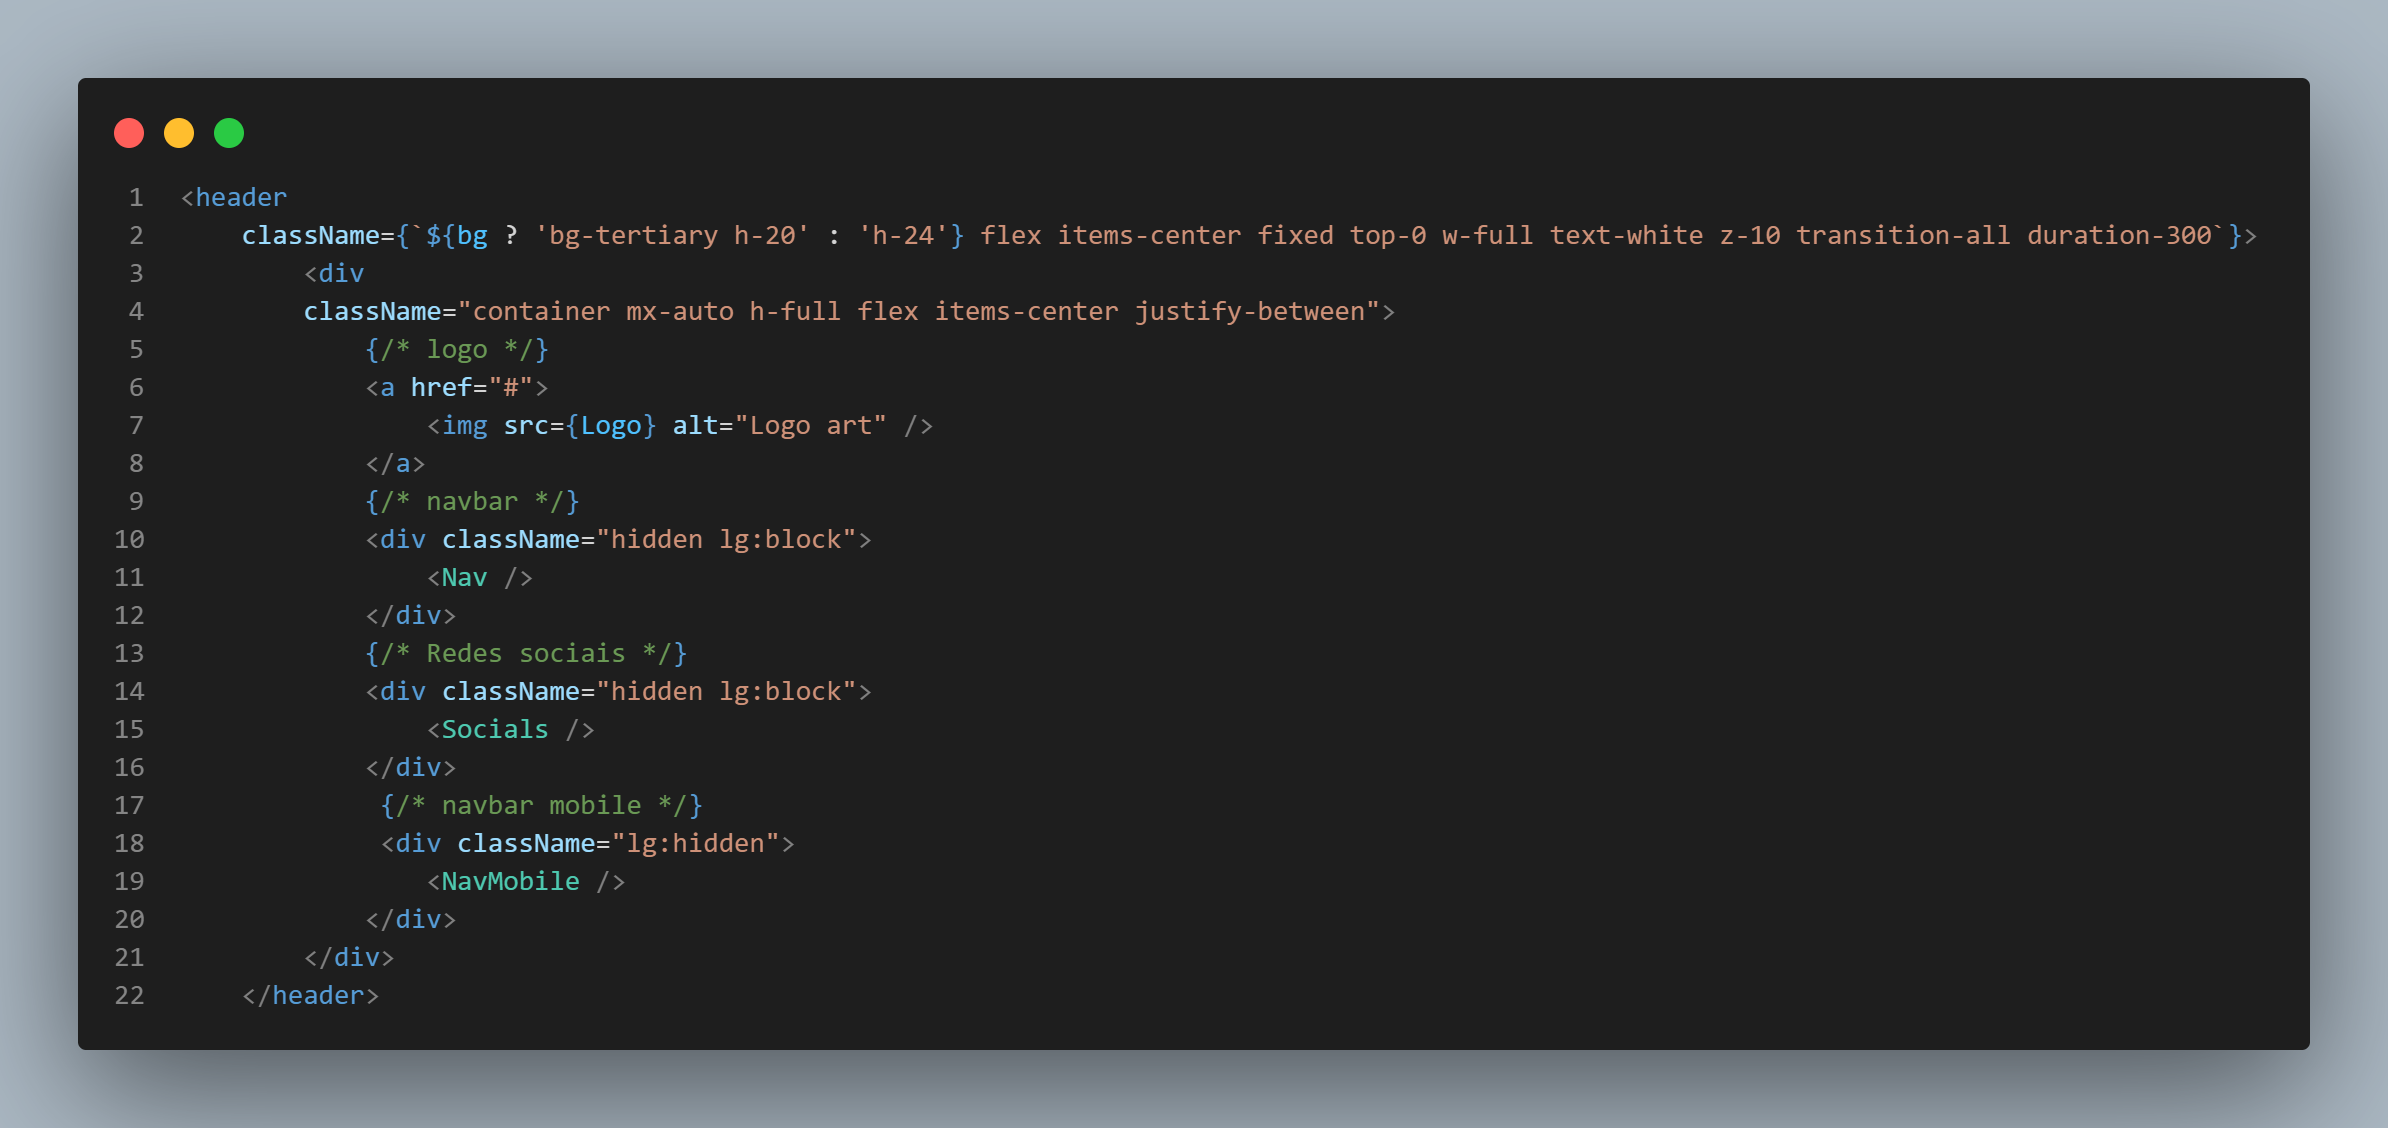 1 <header
2 className={`${bg ? 'bg-tertiary h-20' : 'h-24'} flex items-center fixed top-0 w-full text-white z-10 transition-all duration-300`}>
3 <div
4 className="container mx-auto h-full flex items-center justify-between">
5 {/* logo */}
6 <a href="#">
7 <img src={Logo} alt="Logo art" />
8 </a>
9 {/* navbar */}
10 <div className="hidden lg:block">
11 <Nav />
12 </div>
13 {/* Redes sociais */}
14 <div className="hidden lg:block">
15 <Socials />
16 </div>
17 {/* navbar mobile */}
18 <div className="lg:hidden">
19 <NavMobile />
20 </div>
21 </div>
22 </header>